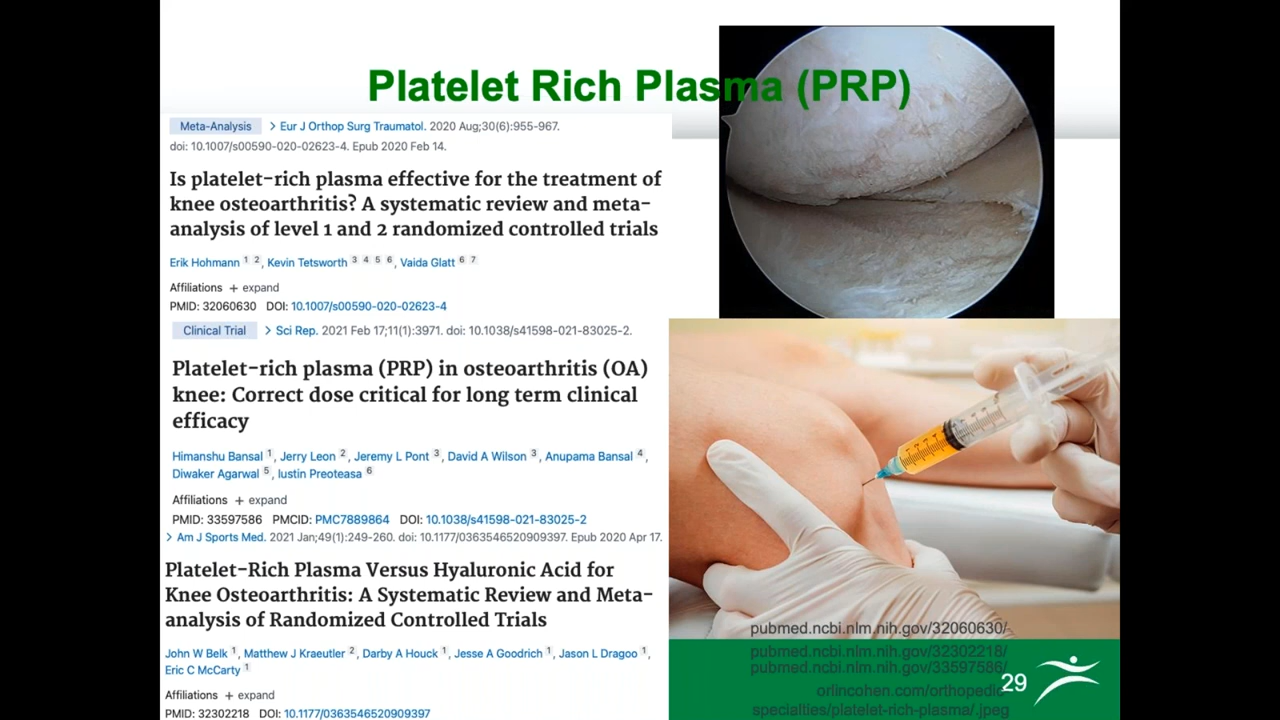 Platelet Rich Plasma (PRP)
Meta-Analysis > Eur J Orthop Surg Traumatol. 2020 Aug;30(6):955-967.
doi: 10.1007/s00590-020-02623-4. Epub 2020 Feb 14.
Is platelet-rich plasma effective for the treatment of
knee osteoarthritis? A systematic review and meta-
analysis of level 1 and 2 randomized controlled trials
Erik Hohmann 1 2, Kevin Tetsworth 3 4 5 6, Vaida Glatt 6 7
Affiliations + expand
PMID: 32060630 DOI: 10.1007/s00590-020-02623-4
Clinical Trial > Sci Rep. 2021 Feb 17;11(1):3971. doi: 10.1038/s41598-021-83025-2.
Platelet-rich plasma (PRP) in osteoarthritis (OA)
knee: Correct dose critical for long term clinical
efficacy
Himanshu Bansal 1, Jerry Leon 2, Jeremy L Pont 3, David A Wilson 3, Anupama Bansal 4,
Diwaker Agarwal 5, Iustin Preoteasa 6
Affiliations + expand
PMID: 33597586 PMCID: PMC7889864 DOI: 10.1038/s41598-021-83025-2
> Am J Sports Med. 2021 Jan;49(1):249-260. doi: 10.1177/0363546520909397. Epub 2020 Apr 17.
Platelet-Rich Plasma Versus Hyaluronic Acid for
Knee Osteoarthritis: A Systematic Review and Meta-
analysis of Randomized Controlled Trials
John W Belk 1, Matthew J Kraeutler 2, Darby A Houck 1, Jesse A Goodrich 1, Jason L Dragoo 1,
Eric C McCarty 1
Affiliations + expand
PMID: 32302218 DOI: 10.1177/0363546520909397
pubmed.ncbi.nlm.nih.gov/32060630/
pubmed.ncbi.nlm.nih.gov/32302218/
pubmed.ncbi.nlm.nih.gov/33597586/
orlincohen.com/orthopedic-
specialties/platelet-rich-plasma/.jpeg
29